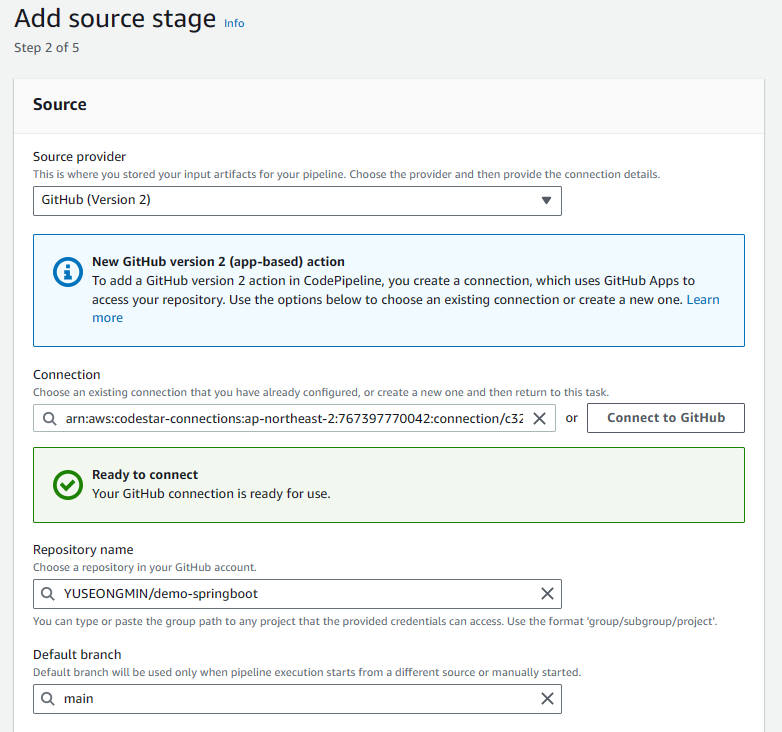 Add source stage Info
Step 2 of 5
Source
Source provider
This is where you stored your input artifacts for your pipeline. Choose the provider and then provide the connection details.
GitHub (Version 2)
New GitHub version 2 (app-based) action
To add a GitHub version 2 action in CodePipeline, you create a connection, which uses GitHub Apps to
access your repository. Use the options below to choose an existing connection or create a new one. Learn
more
Connection
Choose an existing connection that you have already configured, or create a new one and then return to this task.
arn:aws:codestar-connections:ap-northeast-2:767397770042:connection/c32 or Connect to GitHub
Ready to connect
Your GitHub connection is ready for use.
Repository name
Choose a repository in your GitHub account.
YUSEONGMIN/demo-springboot
You can type or paste the group path to any project that the provided credentials can access. Use the format 'group/subgroup/project'.
Default branch
Default branch will be used only when pipeline execution starts from a different source or manually started.
main